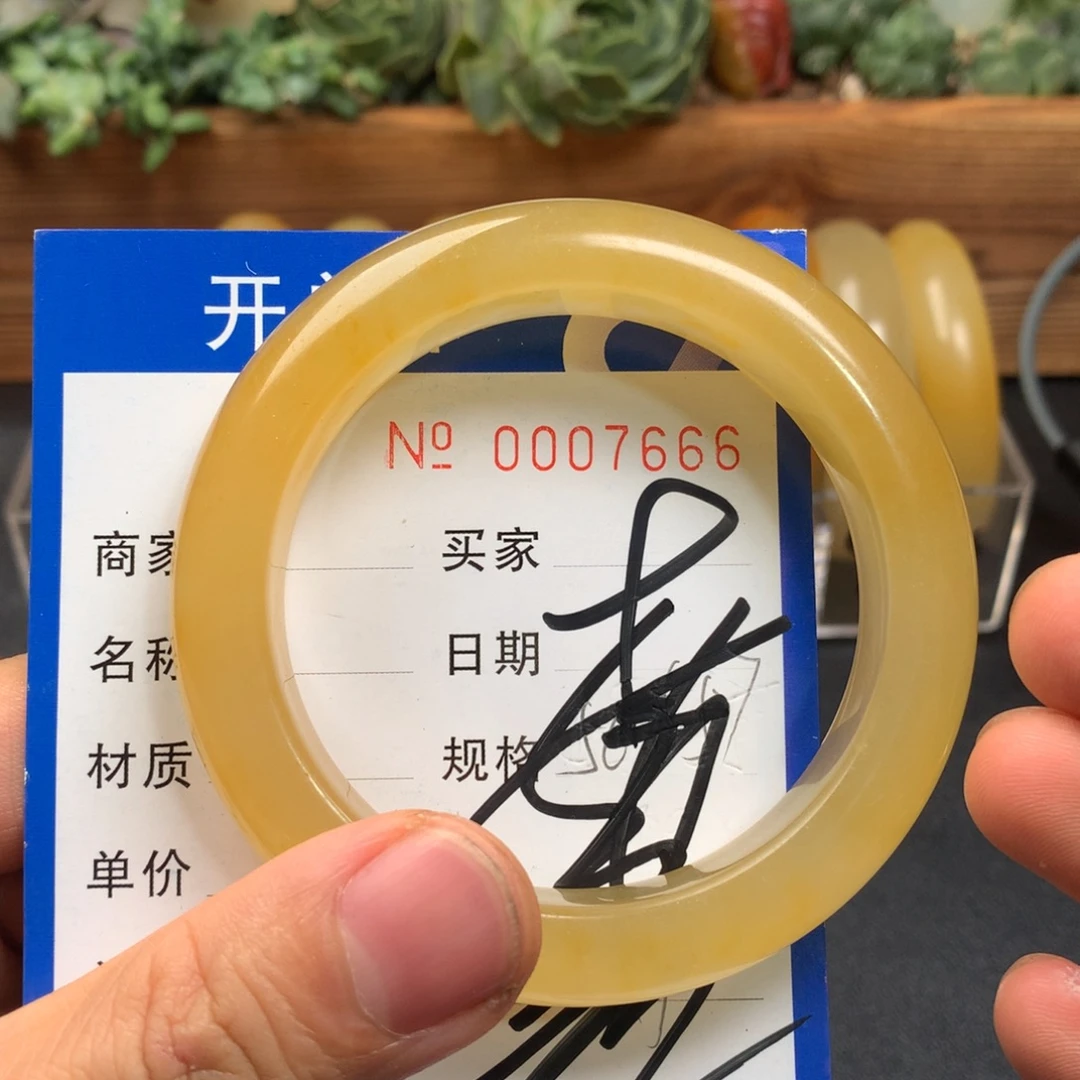 开
№ 0007666
商家 买家
名称 日期
材质 规格
单价